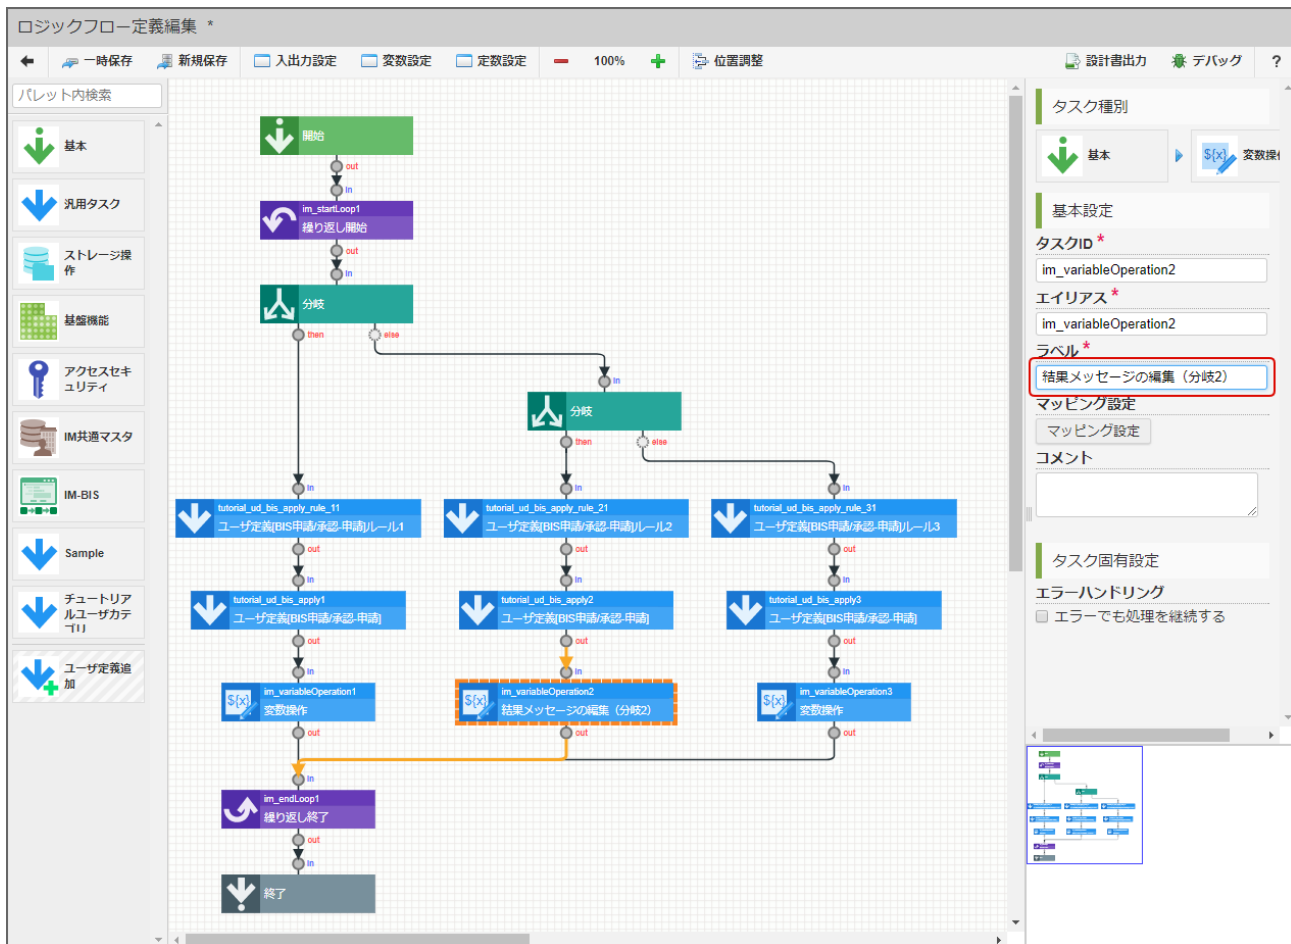 ロジックフロー定義編集 *
一時保存 新規保存 入出力設定 変数設定 定数設定 100% 位置調整 設計書出力 デバッグ ?
パレット内検索
基本
汎用タスク
ストレージ操
作
基盤機能
アクセスセキ
ュリティ
IM共通マスタ
IM-BIS
Sample
チュートリア
ルユーザカテ
ゴリ
ユーザ定義追
加
開始
out
in
im_startLoop1
繰り返し開始
out
in
分岐
then else
in
分岐
then else
in in in
tutorial_ud_bis_apply_rule_11 tutorial_ud_bis_apply_rule_21 tutorial_ud_bis_apply_rule_31
ユーザ定義[BIS申請/承認-申請]ルール1 ユーザ定義[BIS申請/承認-申請]ルール2 ユーザ定義[BIS申請/承認-申請]ルール3
out out out
in in in
tutorial_ud_bis_apply1 tutorial_ud_bis_apply2 tutorial_ud_bis_apply3
ユーザ定義[BIS申請/承認-申請] ユーザ定義[BIS申請/承認-申請] ユーザ定義[BIS申請/承認-申請]
out out out
in in in
${x} im_variableOperation1 ${x} im_variableOperation2 ${x} im_variableOperation3
変数操作 結果メッセージの編集（分岐2） 変数操作
out out out
in
im_endLoop1
繰り返し終了
out
in
終了
タスク種別
基本 ${x} 変数操
基本設定
タスクID *
im_variableOperation2
エイリアス *
im_variableOperation2
ラベル *
結果メッセージの編集（分岐2）
マッピング設定
マッピング設定
コメント
タスク固有設定
エラーハンドリング
エラーでも処理を継続する